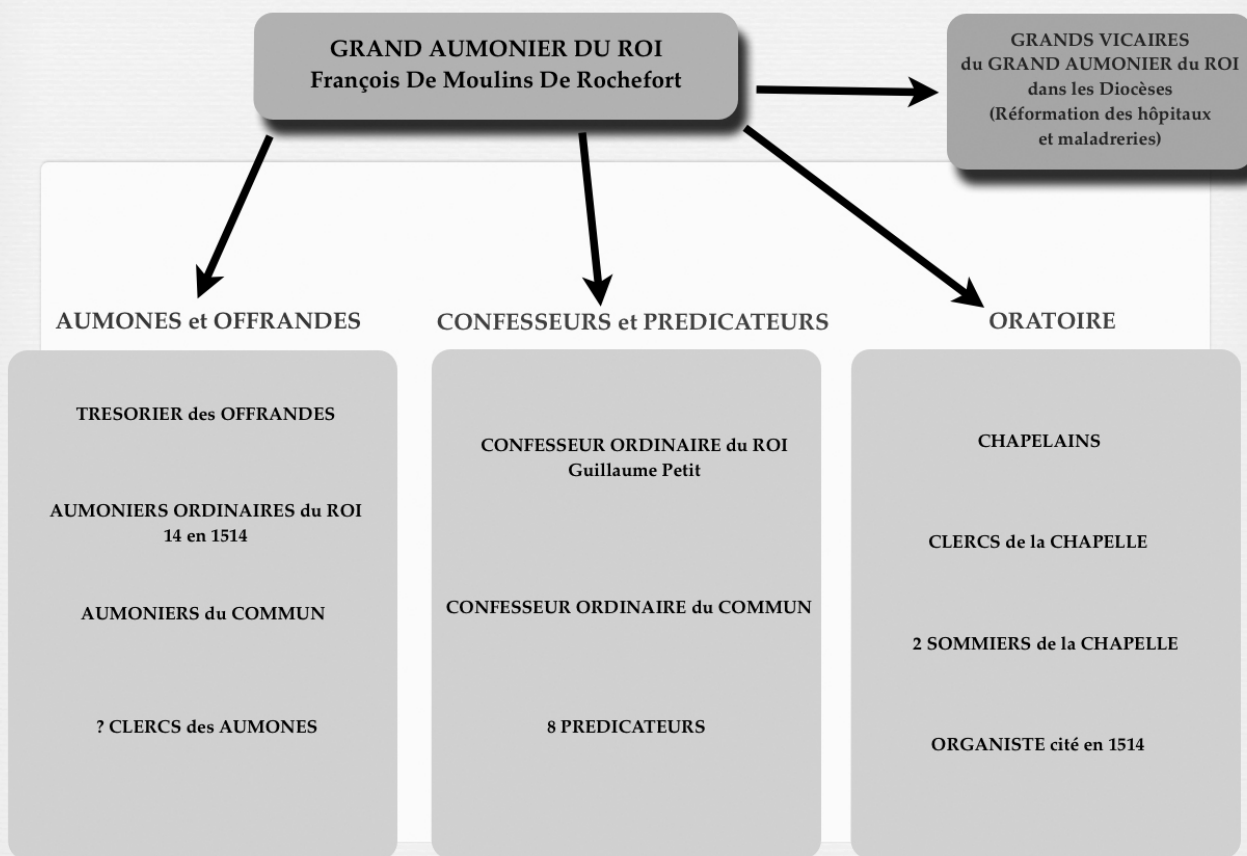 GRAND AUMONIER DU ROI
François De Moulins De Rochefort
GRANDS VICAIRES
du GRAND AUMONIER du ROI
dans les Diocèses
(Réformation des hôpitaux
et maladreries)
AUMONES et OFFRANDES
TRESORIER des OFFRANDES
AUMONIERS ORDINAIRES du ROI
14 en 1514
AUMONIERS du COMMUN
? CLERCS des AUMONES
CONFESSEURS et PREDICATEURS
CONFESSEUR ORDINAIRE du ROI
Guillaume Petit
CONFESSEUR ORDINAIRE du COMMUN
8 PREDICATEURS
ORATOIRE
CHAPELAINS
CLERCS de la CHAPELLE
2 SOMMIERS de la CHAPELLE
ORGANISTE cité en 1514